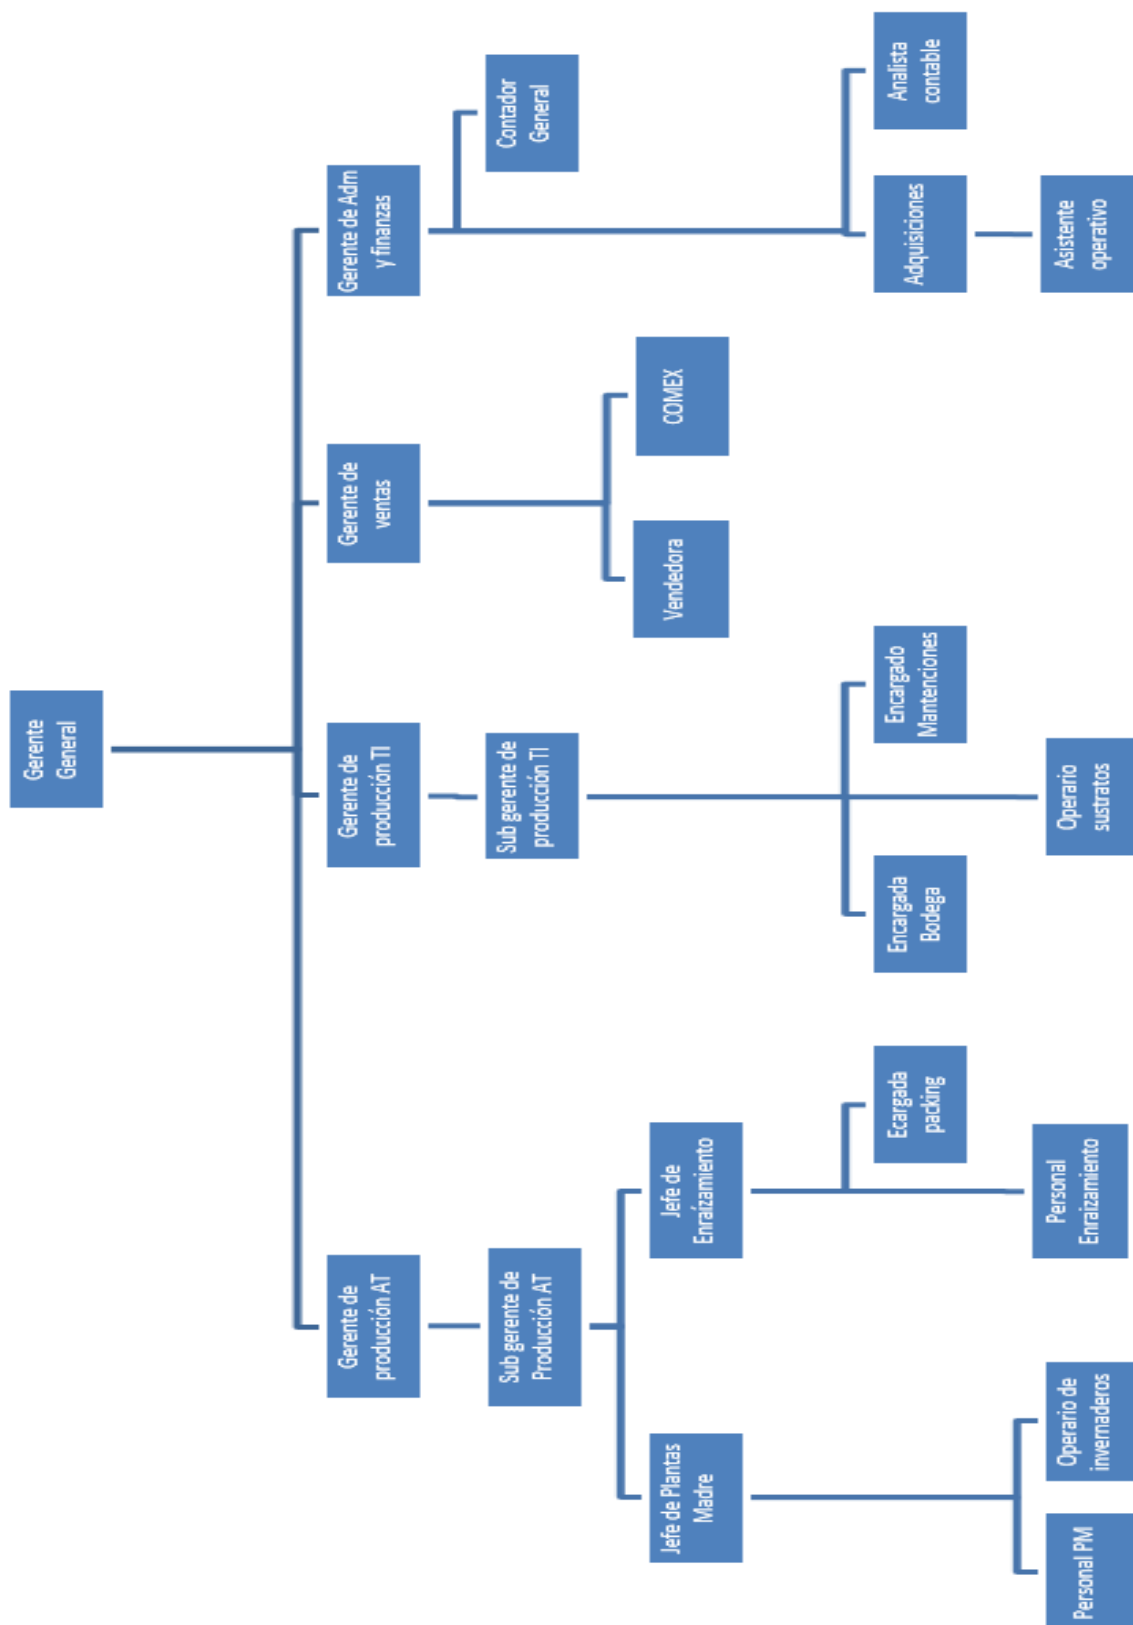 Gerente
General
Gerente de
producción AT
Gerente de
producción TI
Gerente de
ventas
Gerente de Adm
y finanzas
Sub gerente de
Producción AT
Sub gerente de
producción TI
Contador
General
Jefe de Plantas
Madre
Jefe de
Enraízamiento
Vendedora
COMEX
Ecargada
packing
Encargada
Bodega
Encargado
Mantenciones
Adquisiciones
Analista
contable
Personal PM
Operario de
invernaderos
Personal
Enraizamiento
Operario
sustratos
Asistente
operativo